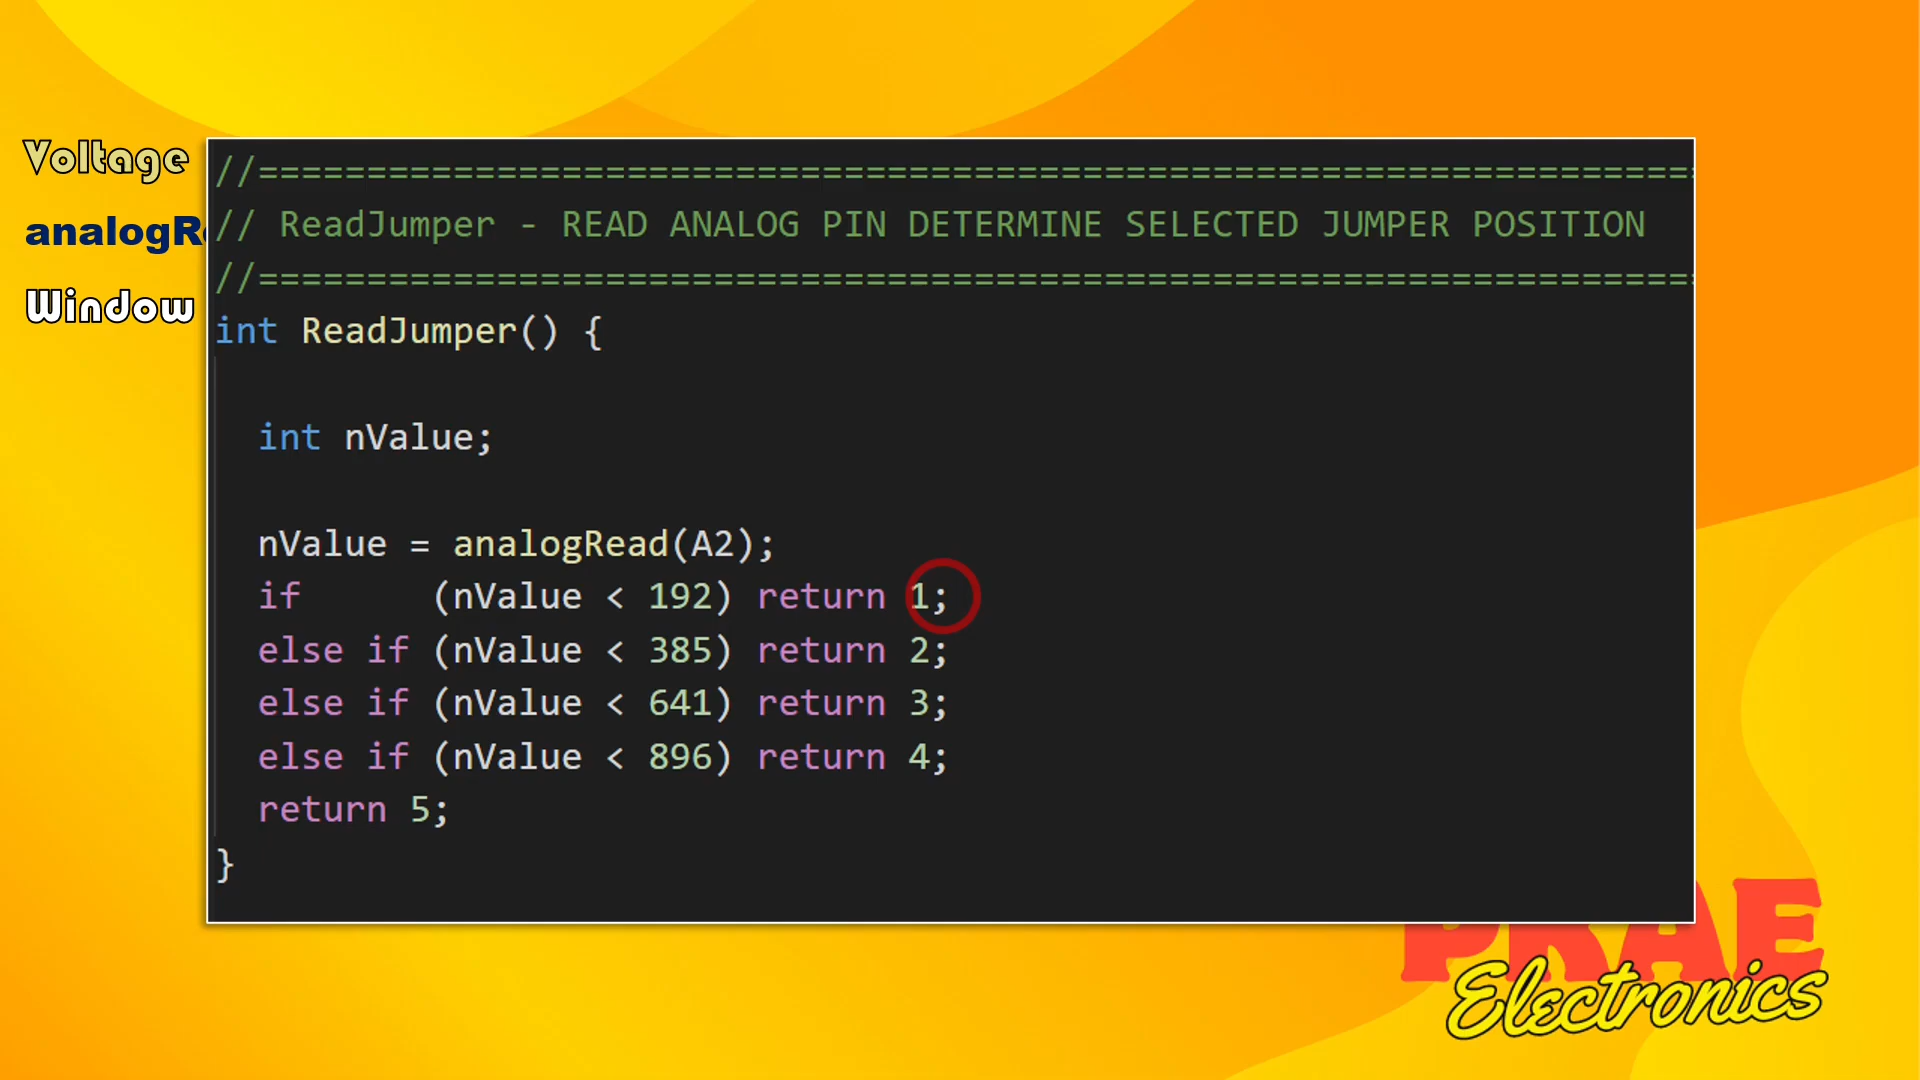 Voltage
analogR
Window
//==================================================================
// ReadJumper - READ ANALOG PIN DETERMINE SELECTED JUMPER POSITION
//==================================================================
int ReadJumper() {
int nValue;
nValue = analogRead(A2);
if      (nValue < 192) return 1;
else if (nValue < 385) return 2;
else if (nValue < 641) return 3;
else if (nValue < 896) return 4;
return 5;
}
PRAE
Electronics